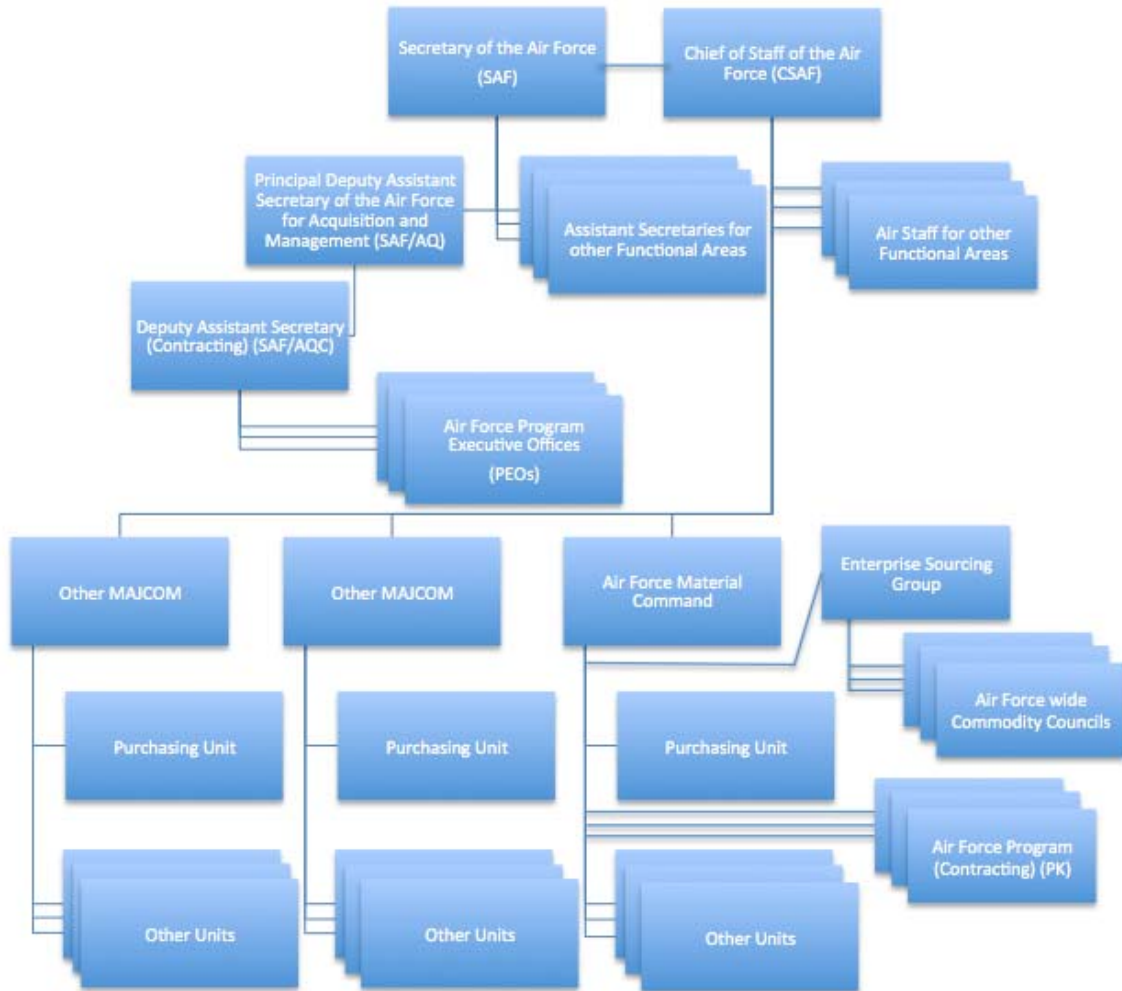 Secretary of the Air Force
(SAF)
Chief of Staff of the Air
Force (CSAF)
Principal Deputy Assistant
Secretary of the Air Force
for Acquisition and
Management (SAF/AQ)
Assistant Secretaries for
other Functional Areas
Air Staff for other
Functional Areas
Deputy Assistant Secretary
(Contracting) (SAF/AQC)
Air Force Program
Executive Offices
(PEOs)
Other MAJCOM
Other MAJCOM
Air Force Material
Command
Enterprise Sourcing
Group
Air Force wide
Commodity Councils
Purchasing Unit
Purchasing Unit
Purchasing Unit
Air Force Program
(Contracting) (PK)
Other Units
Other Units
Other Units